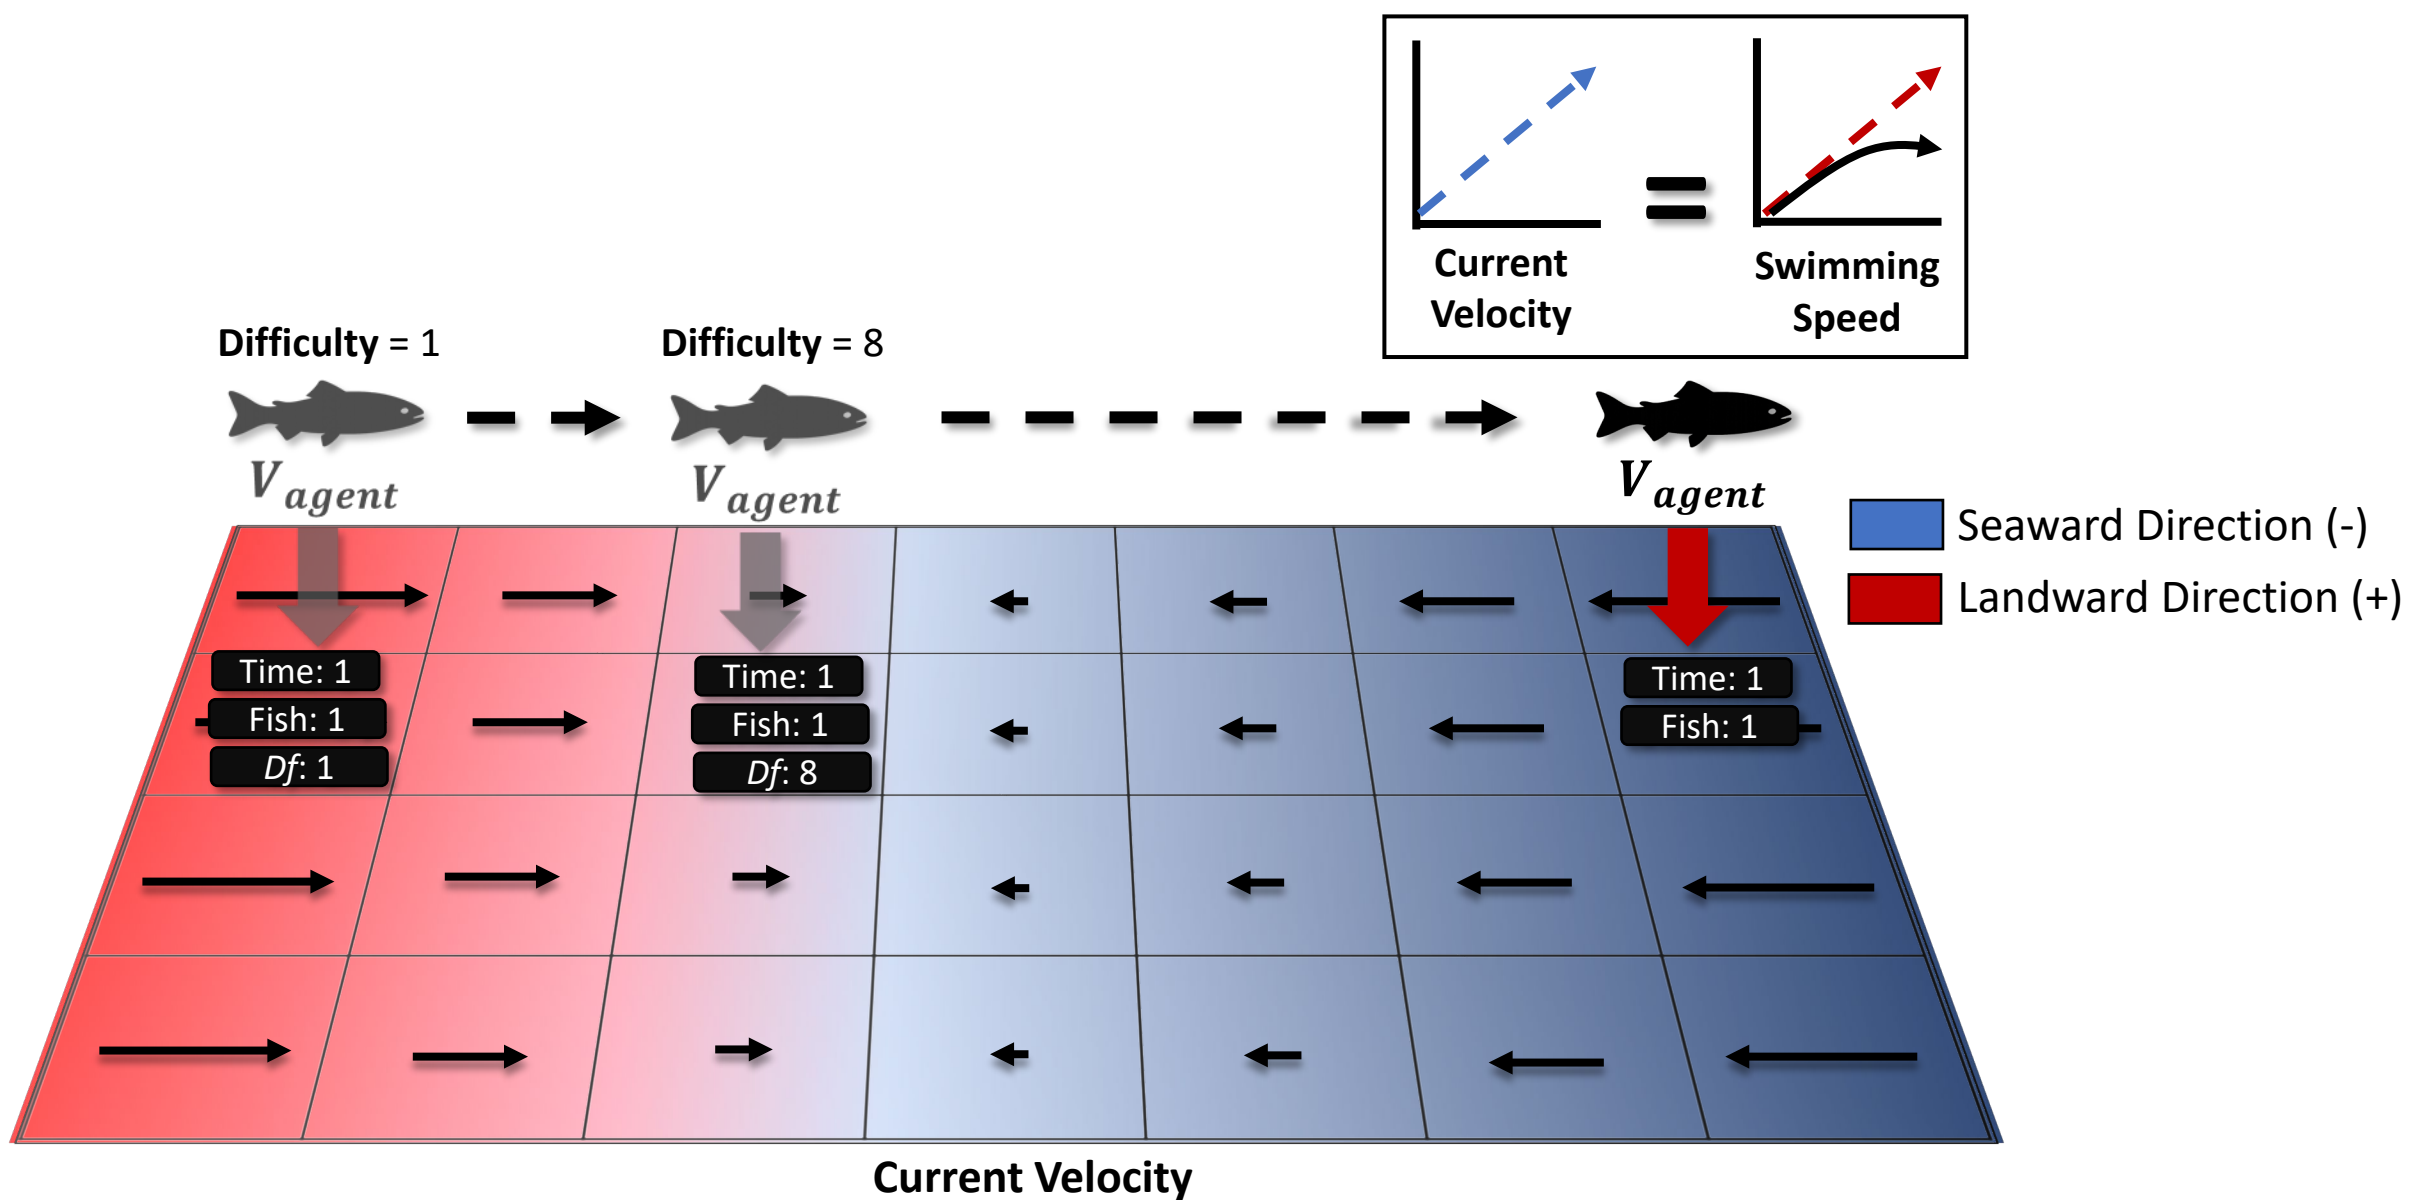 Current
Velocity
Swimming
Speed
Difficulty = 1
Difficulty = 8
V agent
V agent
V agent
Seaward Direction (-)
Landward Direction (+)
Time: 1
Fish: 1
Df: 1
Time: 1
Fish: 1
Df: 8
Time: 1
Fish: 1
Current Velocity